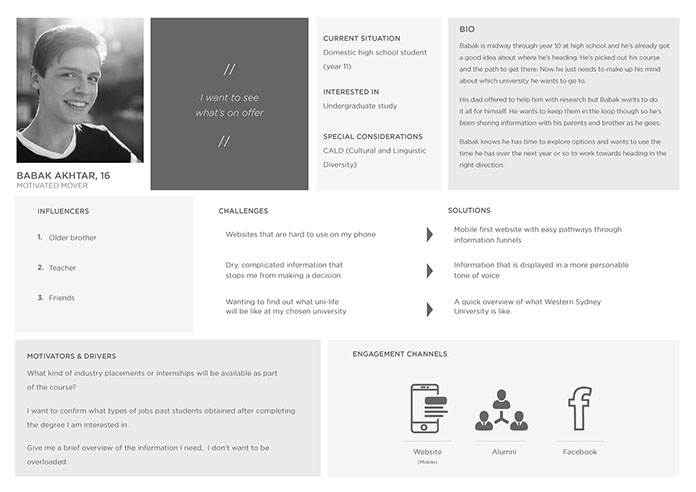 BABAK AKHTAR, 16
MOTIVATED MOVER
//
I want to see
what's on offer
//
CURRENT SITUATION
Domestic high school student
(year 11)
INTERESTED IN
Undergraduate study
SPECIAL CONSIDERATIONS
CALD (Cultural and Linguistic
Diversity)
BIO
Babak is midway through year 10 at high school and he's already got
a good idea about where he's heading. He's picked out his course
and the path to get there. Now he just needs to make up his mind
about which university he wants to go to.
His dad offered to help him with research but Babak wants to do
it all for himself. He wants to keep them in the loop though so he's
been sharing information with his parents and brother as he goes.
Babak knows he has time to explore options and wants to use the
time he has over the next year or so to work towards heading in the
right direction.
INFLUENCERS
1. Older brother
2. Teacher
3. Friends
CHALLENGES
Websites that are hard to use on my phone
Dry, complicated information that
stops me from making a decision.
Wanting to find out what uni-life
will be like at my chosen university
SOLUTIONS
Mobile first website with easy pathways through
information funnels
Information that is displayed in a more personable
tone of voice
A quick overview of what Western Sydney
University is like.
MOTIVATORS & DRIVERS
What kind of industry placements or internships will be available as part
of the course?
I want to confirm what types of jobs past students obtained after completing
the degree I am interested in.
Give me a brief overview of the information I need. I don't want to be
overloaded.
ENGAGEMENT CHANNELS
Website
(Mobile)
Alumni
Facebook